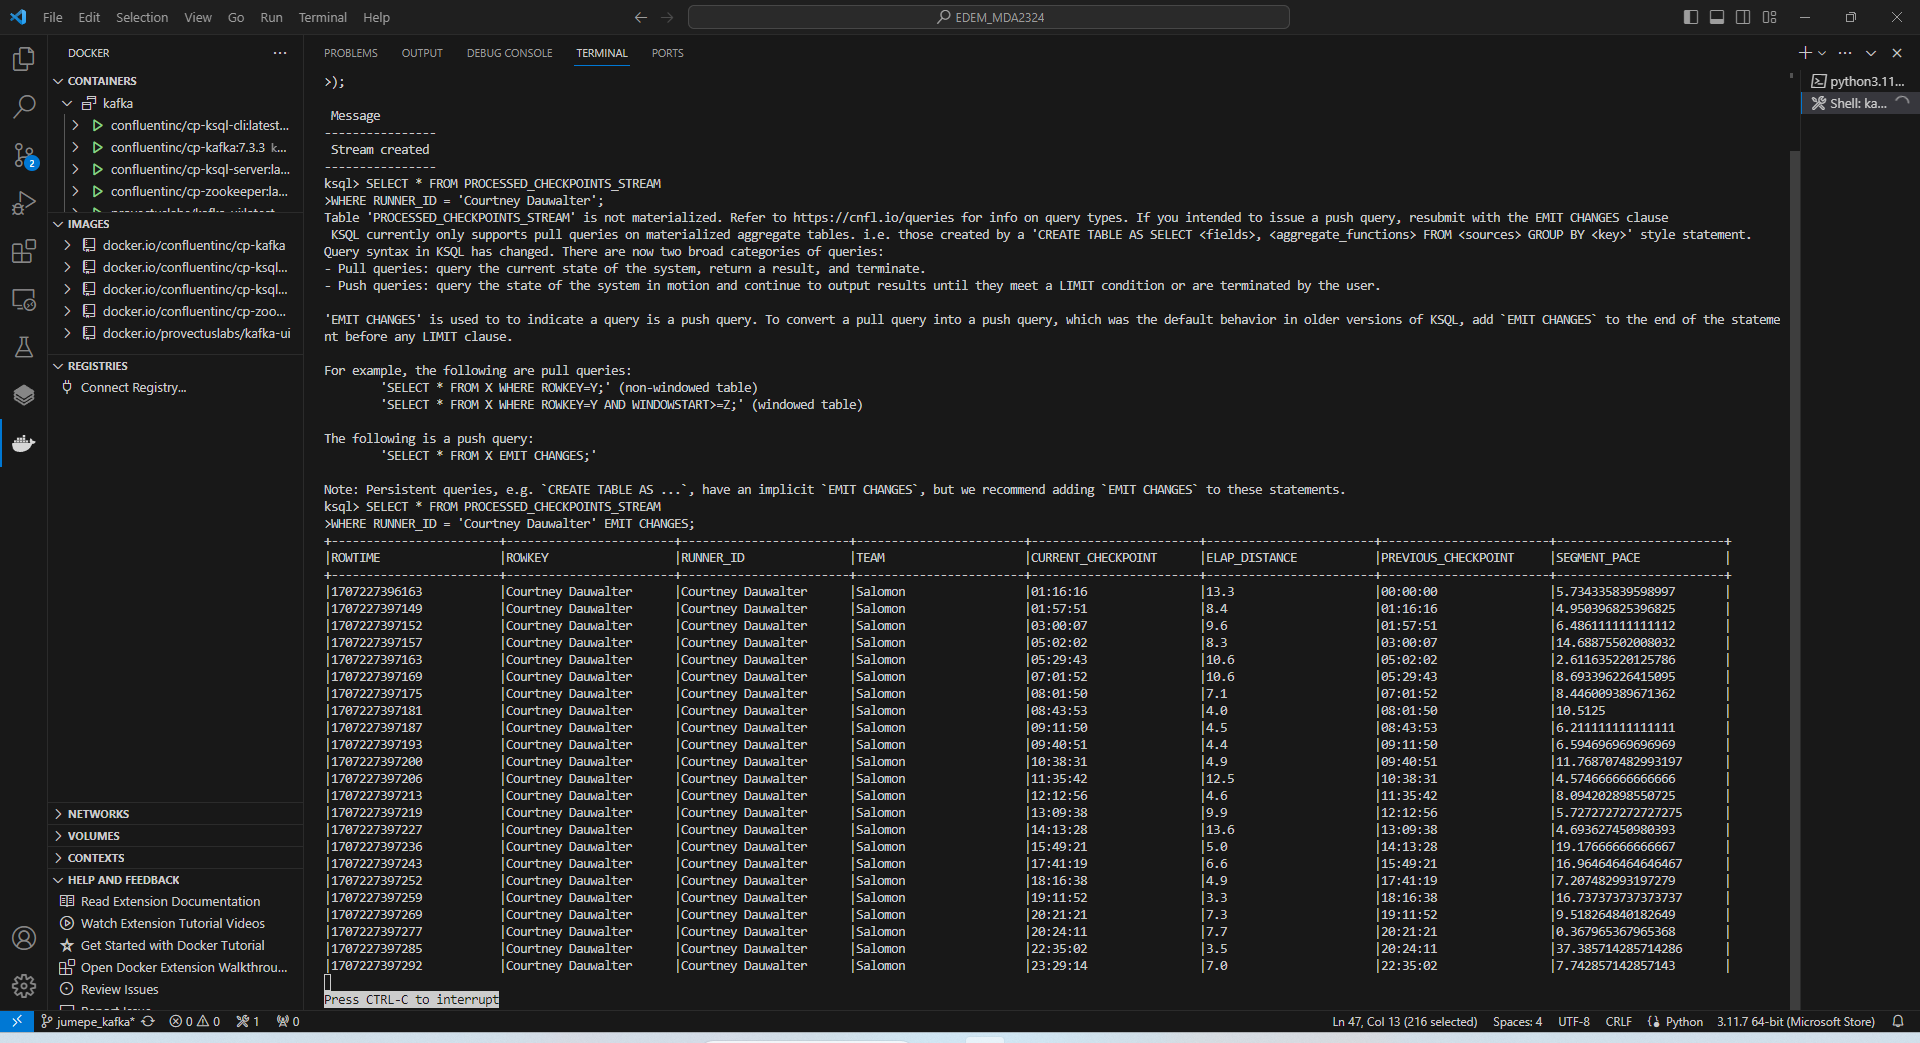 File Edit Selection View Go Run Terminal Help
EDEM_MDA2324
DOCKER
CONTAINERS
kafka
confluentinc/cp-ksql-cli:latest...
confluentinc/cp-kafka:7.3.3 k...
confluentinc/cp-ksql-server:la...
confluentinc/cp-zookeeper:la...
IMAGES
docker.io/confluentinc/cp-kafka
docker.io/confluentinc/cp-ksql...
docker.io/confluentinc/cp-ksql...
docker.io/confluentinc/cp-zoo...
docker.io/provectuslabs/kafka-ui
REGISTRIES
Connect Registry...
NETWORKS
VOLUMES
CONTEXTS
HELP AND FEEDBACK
Read Extension Documentation
Watch Extension Tutorial Videos
Get Started with Docker Tutorial
Open Docker Extension Walkthrou...
Review Issues
2
PROBLEMS OUTPUT DEBUG CONSOLE TERMINAL PORTS
python3.11...
Shell: ka...
>);
Message
----------------
Stream created
----------------
ksql> SELECT * FROM PROCESSED_CHECKPOINTS_STREAM
>WHERE RUNNER_ID = 'Courtney Dauwalter';
Table 'PROCESSED_CHECKPOINTS_STREAM' is not materialized. Refer to https://cnfl.io/queries for info on query types. If you intended to issue a push query, resubmit with the EMIT CHANGES clause
KSQL currently only supports pull queries on materialized aggregate tables. i.e. those created by a 'CREATE TABLE AS SELECT <fields>, <aggregate_functions> FROM <sources> GROUP BY <key>' style statement.
Query syntax in KSQL has changed. There are now two broad categories of queries:
- Pull queries: query the current state of the system, return a result, and terminate.
- Push queries: query the state of the system in motion and continue to output results until they meet a LIMIT condition or are terminated by the user.
'EMIT CHANGES' is used to to indicate a query is a push query. To convert a pull query into a push query, which was the default behavior in older versions of KSQL, add `EMIT CHANGES` to the end of the stateme
nt before any LIMIT clause.
For example, the following are pull queries:
'SELECT * FROM X WHERE ROWKEY=Y;' (non-windowed table)
'SELECT * FROM X WHERE ROWKEY=Y AND WINDOWSTART>=Z;' (windowed table)
The following is a push query:
'SELECT * FROM X EMIT CHANGES;'
Note: Persistent queries, e.g. `CREATE TABLE AS ...`, have an implicit `EMIT CHANGES`, but we recommend adding `EMIT CHANGES` to these statements.
ksql> SELECT * FROM PROCESSED_CHECKPOINTS_STREAM
>WHERE RUNNER_ID = 'Courtney Dauwalter' EMIT CHANGES;
|ROWTIME |ROWKEY |RUNNER_ID |TEAM |CURRENT_CHECKPOINT |ELAP_DISTANCE |PREVIOUS_CHECKPOINT |SEGMENT_PACE |
|1707227396163 |Courtney Dauwalter |Courtney Dauwalter |Salomon |01:16:16 |13.3 |00:00:00 |5.734335839598997 |
|1707227397149 |Courtney Dauwalter |Courtney Dauwalter |Salomon |01:57:51 |8.4 |01:16:16 |4.950396825396825 |
|1707227397152 |Courtney Dauwalter |Courtney Dauwalter |Salomon |03:00:07 |9.6 |01:57:51 |6.486111111111112 |
|1707227397157 |Courtney Dauwalter |Courtney Dauwalter |Salomon |05:02:02 |8.3 |03:00:07 |14.68875502008032 |
|1707227397163 |Courtney Dauwalter |Courtney Dauwalter |Salomon |05:29:43 |10.6 |05:02:02 |2.611635220125786 |
|1707227397169 |Courtney Dauwalter |Courtney Dauwalter |Salomon |07:01:52 |10.6 |05:29:43 |8.693396226415095 |
|1707227397175 |Courtney Dauwalter |Courtney Dauwalter |Salomon |08:01:50 |7.1 |07:01:52 |8.446009389671362 |
|1707227397181 |Courtney Dauwalter |Courtney Dauwalter |Salomon |08:43:53 |4.0 |08:01:50 |10.5125 |
|1707227397187 |Courtney Dauwalter |Courtney Dauwalter |Salomon |09:11:50 |4.5 |08:43:53 |6.211111111111111 |
|1707227397193 |Courtney Dauwalter |Courtney Dauwalter |Salomon |09:40:51 |4.4 |09:11:50 |6.594696969696969 |
|1707227397200 |Courtney Dauwalter |Courtney Dauwalter |Salomon |10:38:31 |4.9 |09:40:51 |11.768707482993197 |
|1707227397206 |Courtney Dauwalter |Courtney Dauwalter |Salomon |11:35:42 |12.5 |10:38:31 |4.574666666666666 |
|1707227397213 |Courtney Dauwalter |Courtney Dauwalter |Salomon |12:12:56 |4.6 |11:35:42 |8.094202898550725 |
|1707227397219 |Courtney Dauwalter |Courtney Dauwalter |Salomon |13:09:38 |9.9 |12:12:56 |5.7272727272727275 |
|1707227397227 |Courtney Dauwalter |Courtney Dauwalter |Salomon |14:13:28 |13.6 |13:09:38 |4.693627450980393 |
|1707227397236 |Courtney Dauwalter |Courtney Dauwalter |Salomon |15:49:21 |5.0 |14:13:28 |19.17666666666667 |
|1707227397243 |Courtney Dauwalter |Courtney Dauwalter |Salomon |17:41:19 |6.6 |15:49:21 |16.964646464646467 |
|1707227397252 |Courtney Dauwalter |Courtney Dauwalter |Salomon |18:16:38 |4.9 |17:41:19 |7.207482993197279 |
|1707227397259 |Courtney Dauwalter |Courtney Dauwalter |Salomon |19:11:52 |3.3 |18:16:38 |16.737373737373737 |
|1707227397269 |Courtney Dauwalter |Courtney Dauwalter |Salomon |20:21:21 |7.3 |19:11:52 |9.518264840182649 |
|1707227397277 |Courtney Dauwalter |Courtney Dauwalter |Salomon |20:24:11 |7.7 |20:21:21 |0.367965367965368 |
|1707227397285 |Courtney Dauwalter |Courtney Dauwalter |Salomon |22:35:02 |3.5 |20:24:11 |37.385714285714286 |
|1707227397292 |Courtney Dauwalter |Courtney Dauwalter |Salomon |23:29:14 |7.0 |22:35:02 |7.742857142857143 |
Press CTRL-C to interrupt
jumepe_kafka* 0 0 1 0 Ln 47, Col 13 (216 selected) Spaces: 4 UTF-8 CRLF Python 3.11.7 64-bit (Microsoft Store)